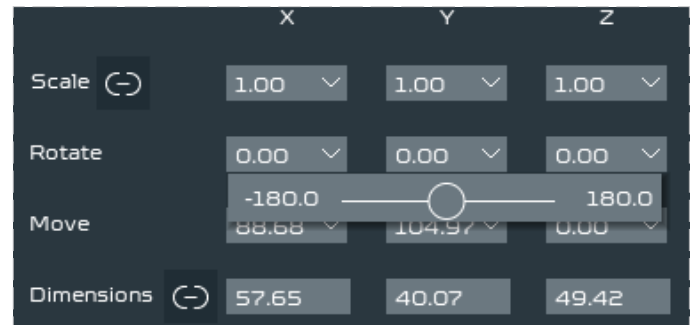 X Y Z
Scale 1.00 1.00 1.00
Rotate 0.00 0.00 0.00
-180.0 180.0
Move 88.68 104.97 0.00
Dimensions 57.65 40.07 49.42